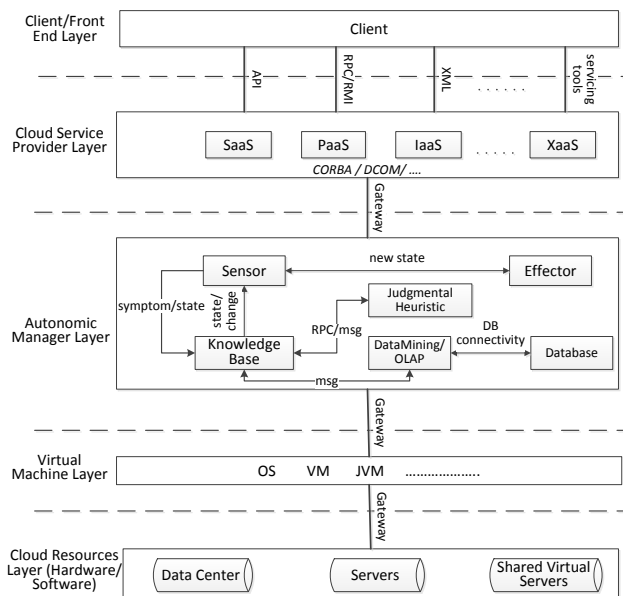 Client/Front
End Layer
Client
API
RPC/RMI
XML
. . . . . .
servicing
tools
Cloud Service
Provider Layer
SaaS
PaaS
IaaS
. . . . .
XaaS
CORBA / DCOM/ ....
Gateway
Autonomic
Manager Layer
Sensor
new state
Effector
symptom/state
state/
change
Judgmental
Heuristic
RPC/msg
Knowledge
Base
DataMining/
OLAP
DB
connectivity
Database
msg
Gateway
Virtual
Machine Layer
OS VM JVM ......................
Gateway
Cloud Resources
Layer (Hardware/
Software)
Data Center
Servers
Shared Virtual
Servers